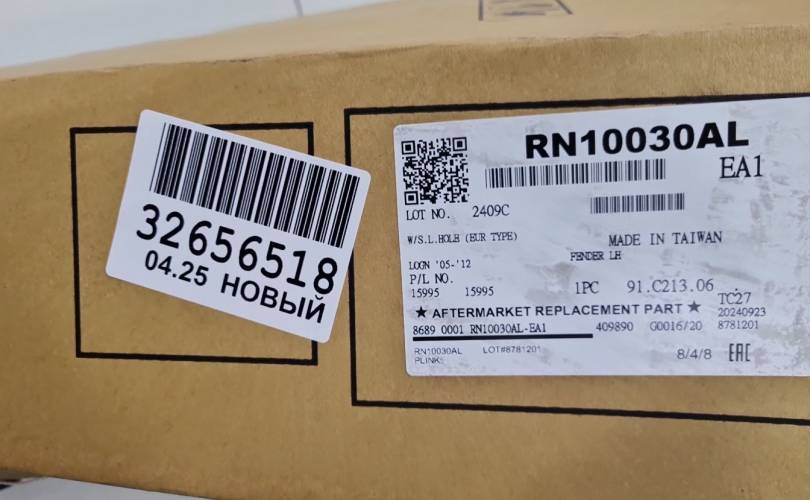 32656518
04.25 НОВЫЙ
RN10030AL
EA1
LOT NO. 2409C
W/S.L.HOLE (EUR TYPE)
MADE IN TAIWAN
FENDER LH
LOGN '05-'12
P/L NO.
15995 15995
1PC 91.C213.06
TC27
★ AFTERMARKET REPLACEMENT PART ★
20240923
8689 0001 RN10030AL-EA1
409890 G0016/20 8781201
RN10030AL LOT#8781201
PLINK:
8/4/8 EAC